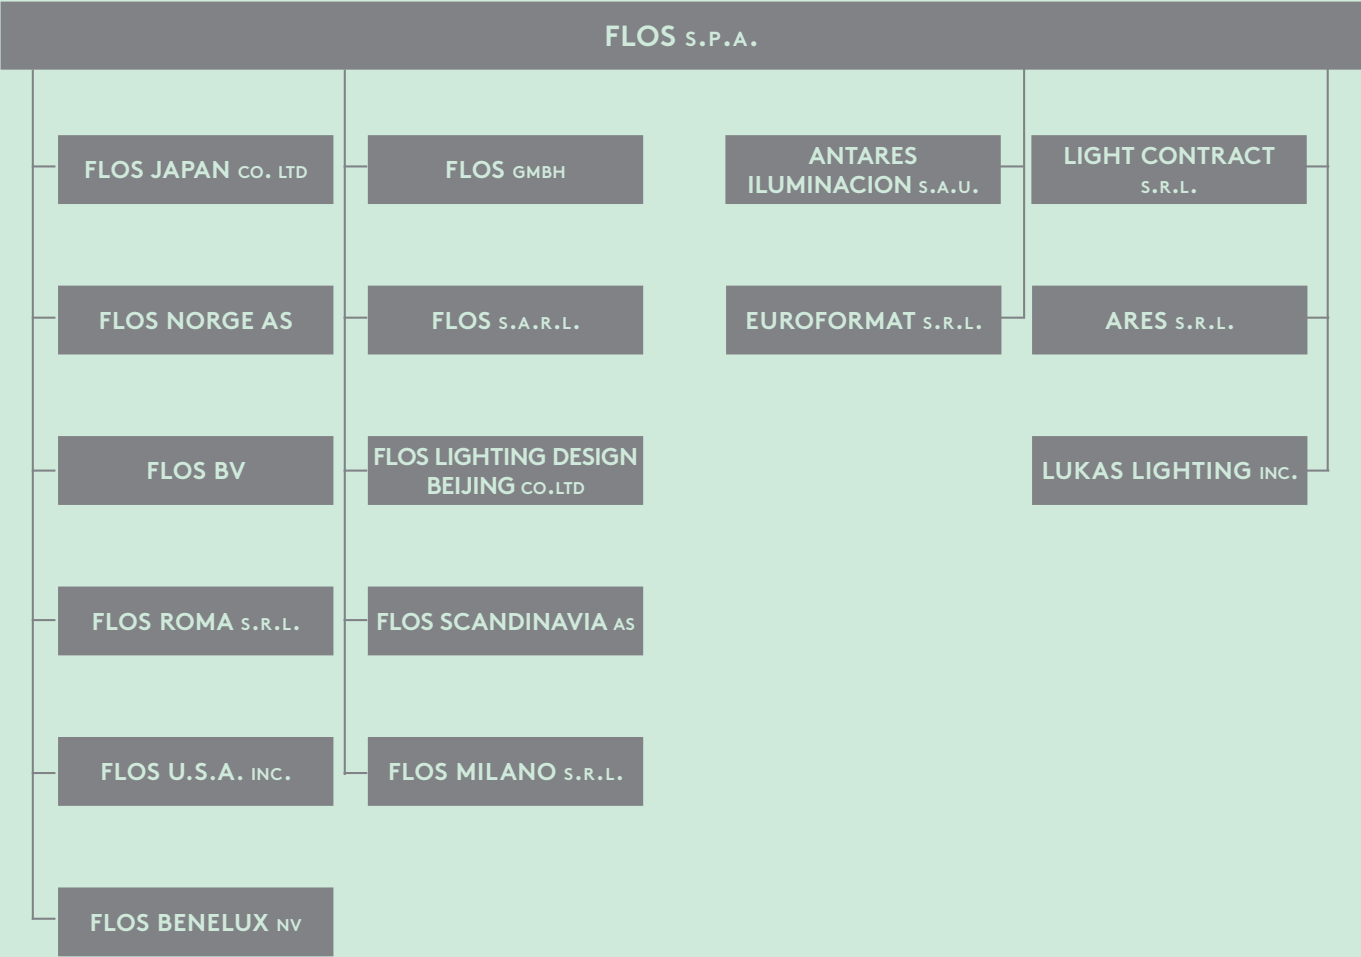 FLOS S.P.A.
FLOS JAPAN CO. LTD
FLOS NORGE AS
FLOS BV
FLOS ROMA S.R.L.
FLOS U.S.A. INC.
FLOS BENELUX NV
FLOS GMBH
FLOS S.A.R.L.
FLOS LIGHTING DESIGN
BEIJING CO.LTD
FLOS SCANDINAVIA AS
FLOS MILANO S.R.L.
ANTARES
ILUMINACION S.A.U.
EUROFORMAT S.R.L.
LIGHT CONTRACT
S.R.L.
ARES S.R.L.
LUKAS LIGHTING INC.